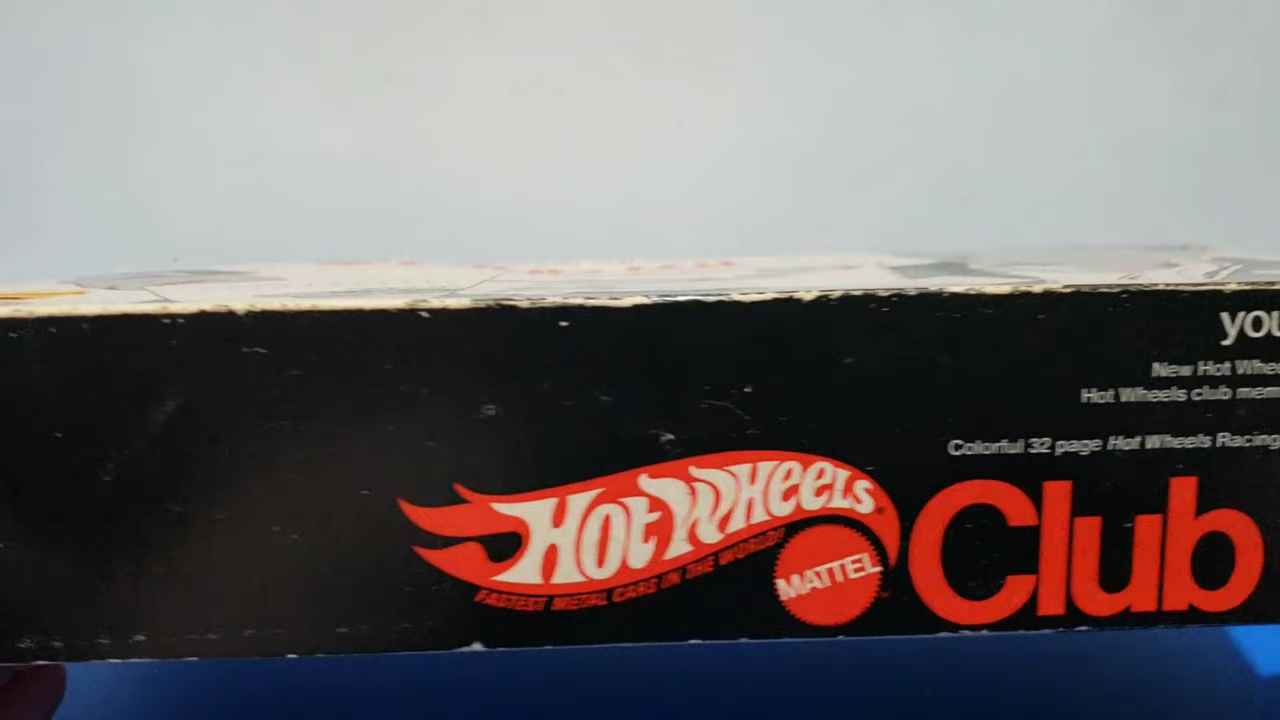 you
New Hot Whee
Hot Wheels club mem
Colorful 32 page Hot Wheels Racing
Hot Wheels
FASTEST METAL CARS IN THE WORLD!
MATTEL
Club